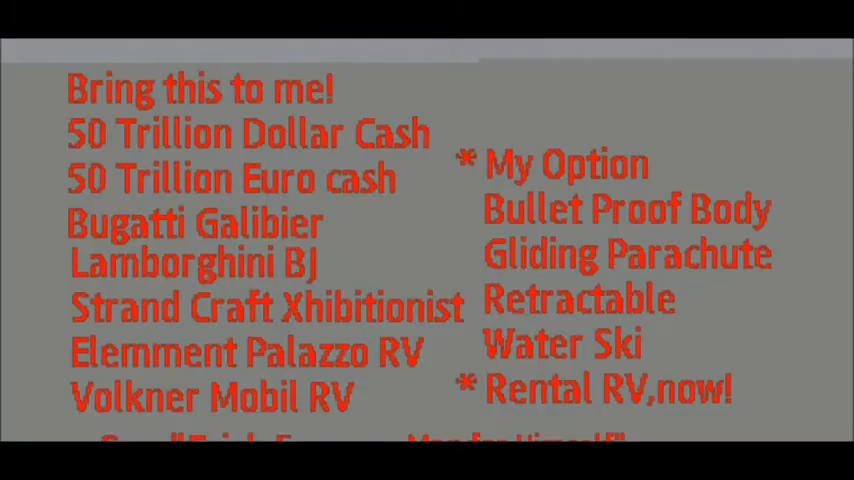 Bring this to me!
50 Trillion Dollar Cash
50 Trillion Euro cash
Bugatti Galibier
Lamborghini BJ
Strand Craft Xhibitionist
Elemment Palazzo RV
Volkner Mobil RV
* My Option
Bullet Proof Body
Gliding Parachute
Retractable
Water Ski
* Rental RV,now!